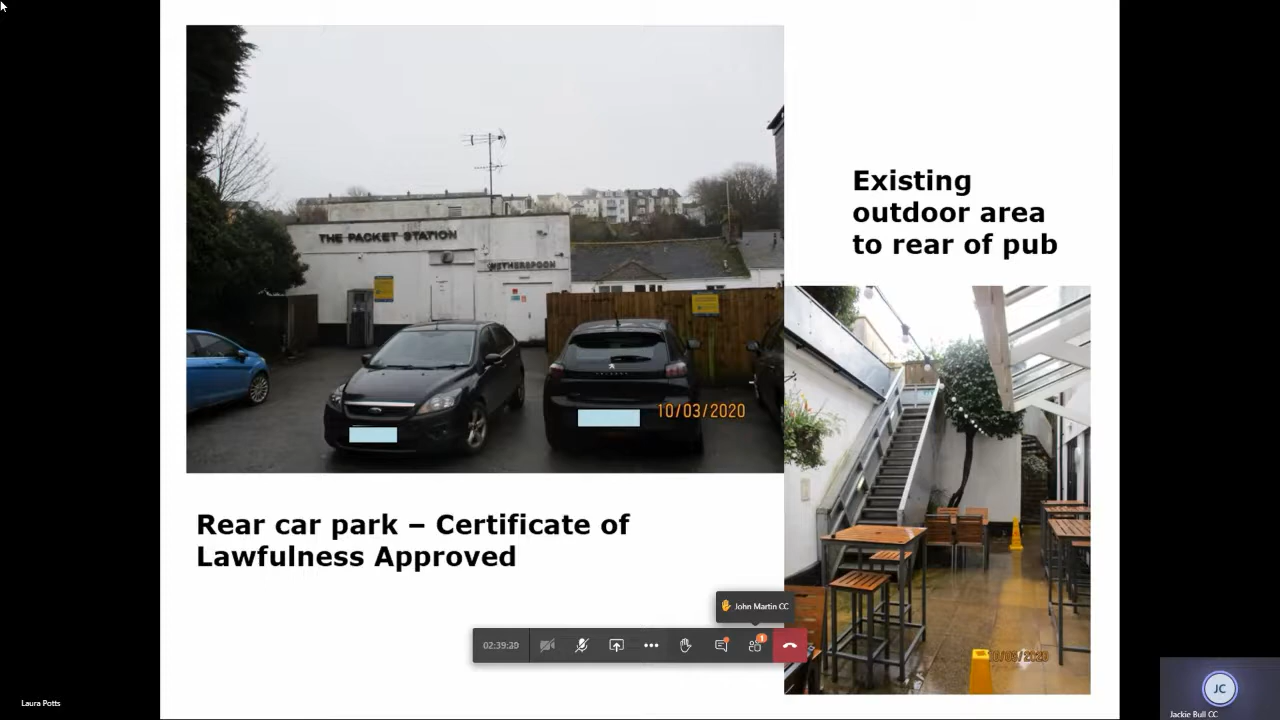 THE PACKET STATION
WETHERSPOON
10/03/2020
Existing
outdoor area
to rear of pub
Rear car park – Certificate of
Lawfulness Approved
John Martin CC
02:39:20
1
Laura Potts
JC
Jackie Bull CC